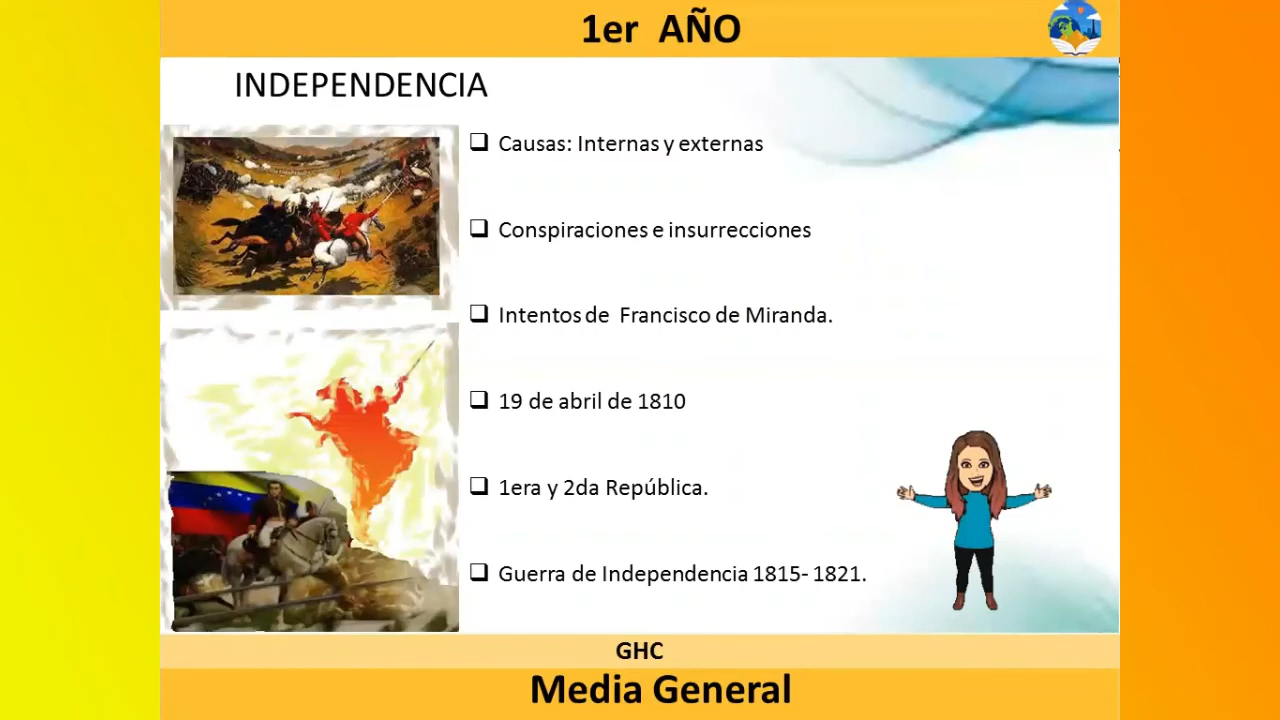 1er AÑO
INDEPENDENCIA
Causas: Internas y externas
Conspiraciones e insurrecciones
Intentos de Francisco de Miranda.
19 de abril de 1810
1era y 2da República.
Guerra de Independencia 1815- 1821.
GHC
Media General